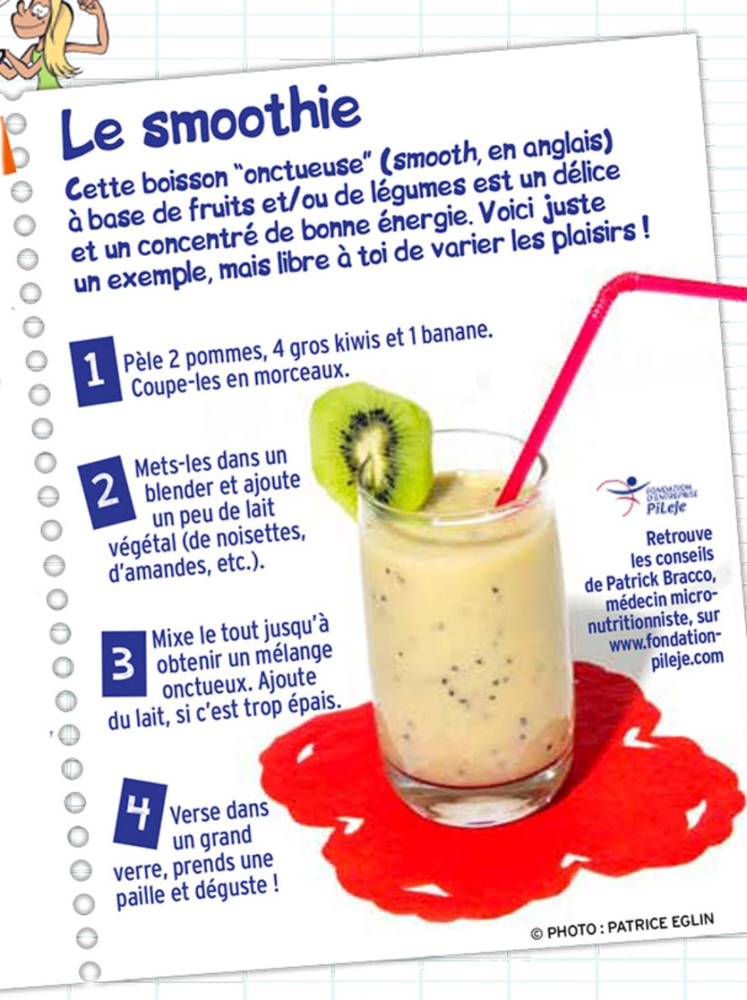 Le smoothie
Cette boisson "onctueuse" (smooth, en anglais)
à base de fruits et/ou de légumes est un délice
et un concentré de bonne énergie. Voici juste
un exemple, mais libre à toi de varier les plaisirs !
1 Pèle 2 pommes, 4 gros kiwis et 1 banane.
Coupe-les en morceaux.
2 Mets-les dans un
blender et ajoute
un peu de lait
végétal (de noisettes,
d'amandes, etc.).
3 Mixe le tout jusqu'à
obtenir un mélange
onctueux. Ajoute
du lait, si c'est trop épais.
4 Verse dans
un grand
verre, prends une
paille et déguste !
FONDATION
D'ENTREPRISE
PiLeJe
Retrouve
les conseils
de Patrick Bracco,
médecin micro-
nutritionniste, sur
www.fondation-
pileje.com
© PHOTO : PATRICE EGLIN